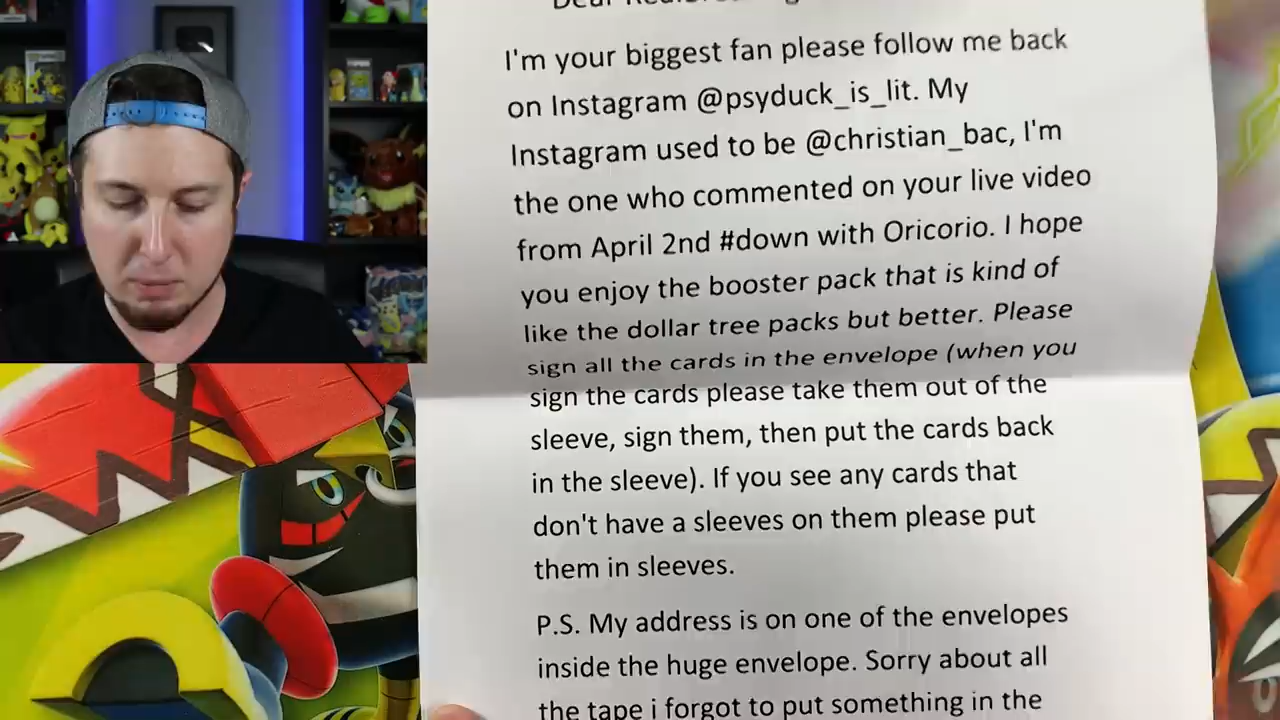 Dear
I'm your biggest fan please follow me back
on Instagram @psyduck_is_lit. My
Instagram used to be @christian_bac, I'm
the one who commented on your live video
from April 2nd #down with Oricorio. I hope
you enjoy the booster pack that is kind of
like the dollar tree packs but better. Please
sign all the cards in the envelope (when you
sign the cards please take them out of the
sleeve, sign them, then put the cards back
in the sleeve). If you see any cards that
don't have a sleeves on them please put
them in sleeves.
P.S. My address is on one of the envelopes
inside the huge envelope. Sorry about all
the tape i forgot to put something in the